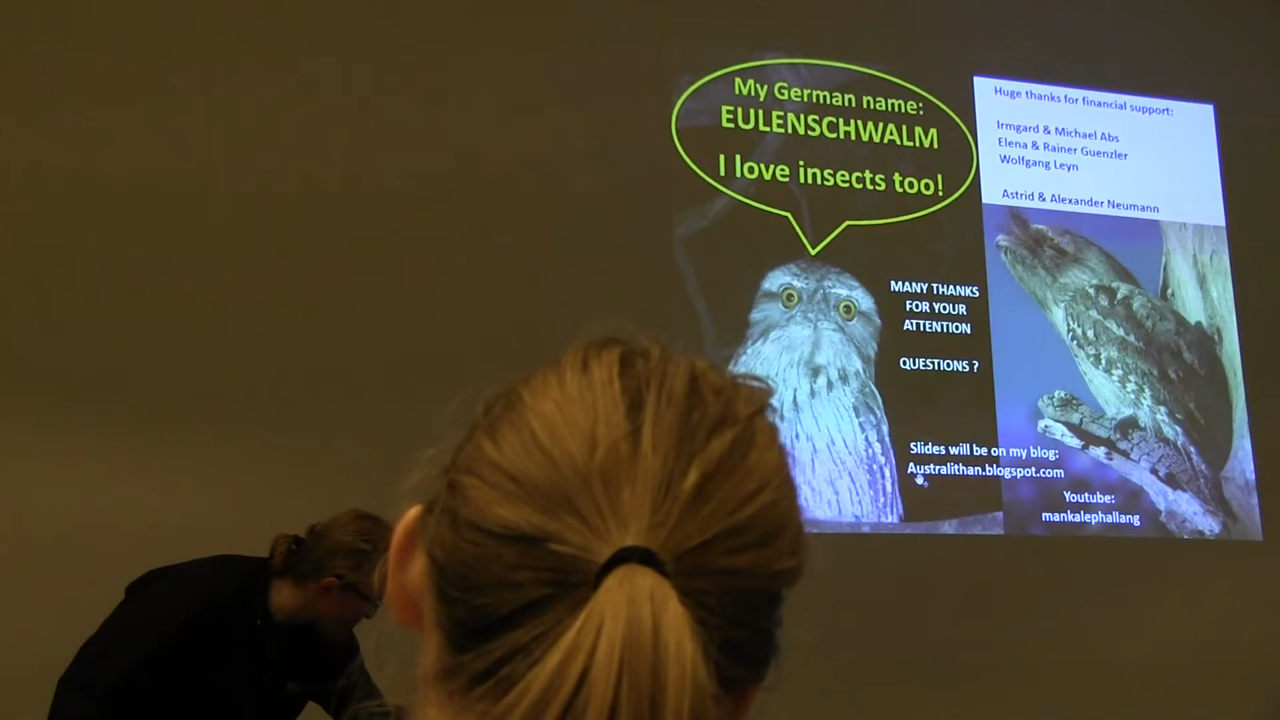 My German name:
EULENSCHWALM
I love insects too!
Huge thanks for financial support:
Irmgard & Michael Abs
Elena & Rainer Guenzler
Wolfgang Leyn
Astrid & Alexander Neumann
MANY THANKS
FOR YOUR
ATTENTION
QUESTIONS ?
Slides will be on my blog:
Australithan.blogspot.com
Youtube:
mankalephallang